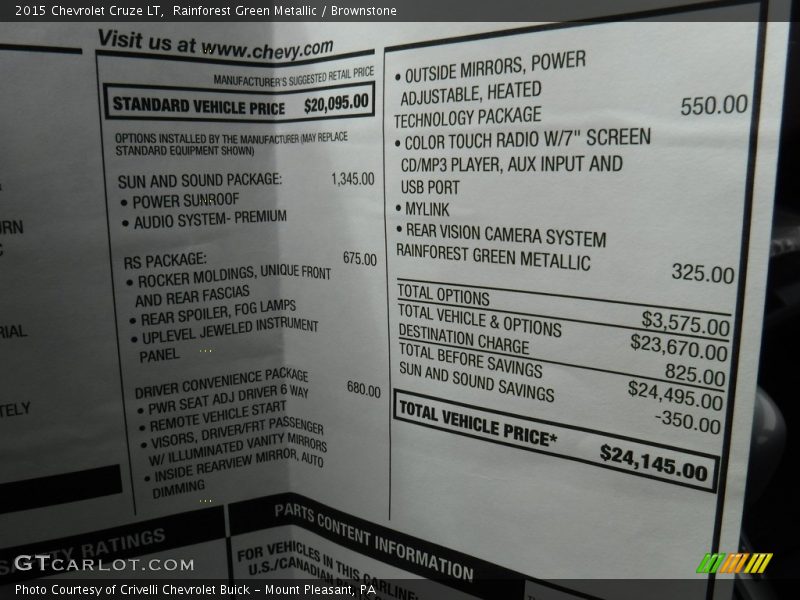 2015 Chevrolet Cruze LT,  Rainforest Green Metallic / Brownstone
Visit us at www.chevy.com
MANUFACTURER'S SUGGESTED RETAIL PRICE
STANDARD VEHICLE PRICE $20,095.00
OPTIONS INSTALLED BY THE MANUFACTURER (MAY REPLACE
STANDARD EQUIPMENT SHOWN)
SUN AND SOUND PACKAGE: 1,345.00
• POWER SUNROOF
• AUDIO SYSTEM- PREMIUM
RS PACKAGE: 675.00
• ROCKER MOLDINGS, UNIQUE FRONT
AND REAR FASCIAS
• REAR SPOILER, FOG LAMPS
• UPLEVEL JEWELED INSTRUMENT
PANEL
DRIVER CONVENIENCE PACKAGE 680.00
• PWR SEAT ADJ DRIVER 6 WAY
• REMOTE VEHICLE START
• VISORS, DRIVER/FRT PASSENGER
W/ ILLUMINATED VANITY MIRRORS
• INSIDE REARVIEW MIRROR, AUTO
DIMMING
• OUTSIDE MIRRORS, POWER
ADJUSTABLE, HEATED
TECHNOLOGY PACKAGE 550.00
• COLOR TOUCH RADIO W/7" SCREEN
CD/MP3 PLAYER, AUX INPUT AND
USB PORT
• MYLINK
• REAR VISION CAMERA SYSTEM
RAINFOREST GREEN METALLIC 325.00
TOTAL OPTIONS $3,575.00
TOTAL VEHICLE & OPTIONS $23,670.00
DESTINATION CHARGE 825.00
TOTAL BEFORE SAVINGS $24,495.00
SUN AND SOUND SAVINGS -350.00
TOTAL VEHICLE PRICE* $24,145.00
RATINGS
PARTS CONTENT INFORMATION
FOR VEHICLES IN THIS CARLINE:
U.S./CANADIAN
GTCARLOT.COM
Photo Courtesy of Crivelli Chevrolet Buick - Mount Pleasant, PA